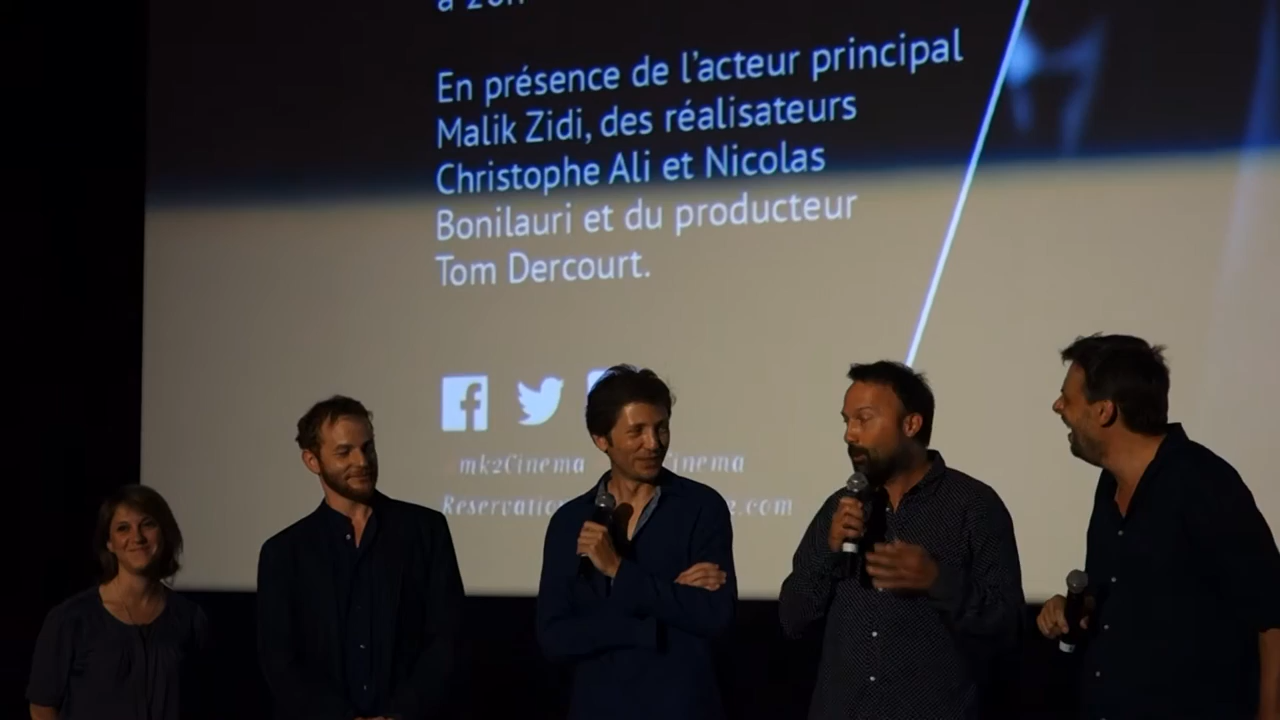 à 20h
En présence de l'acteur principal
Malik Zidi, des réalisateurs
Christophe Ali et Nicolas
Bonilauri et du producteur
Tom Dercourt.
mk2Cinema